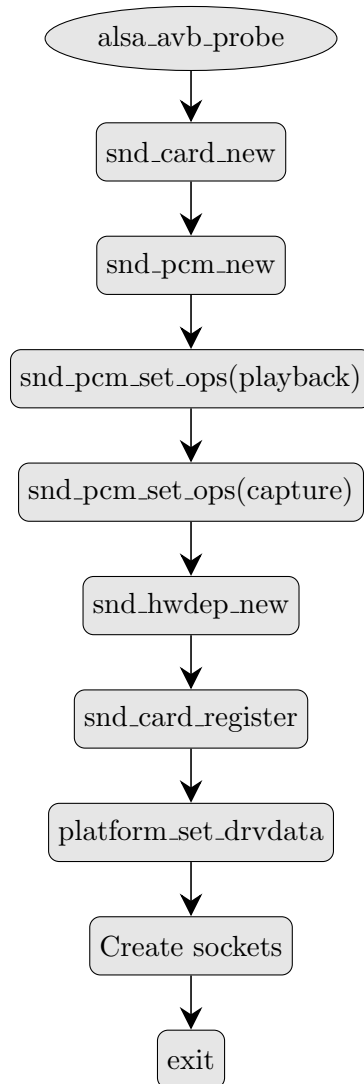 alsa_avb_probe
snd_card_new
snd_pcm_new
snd_pcm_set_ops(playback)
snd_pcm_set_ops(capture)
snd_hwdep_new
snd_card_register
platform_set_drvdata
Create sockets
exit